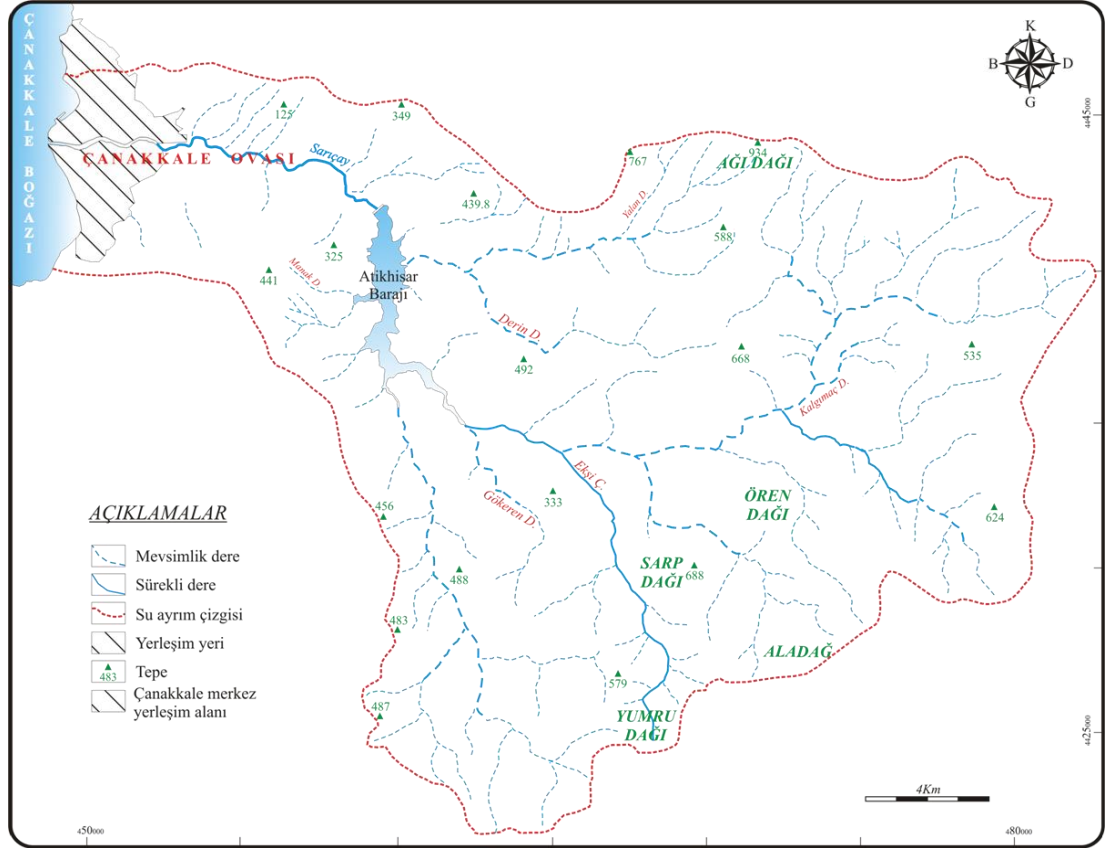 ÇANAKKALE BOĞAZI
K
B
D
G
125
349
767
934
AĞI DAĞI
4445000
ÇANAKKALE OVASI
Sarıçay
Yalan D.
439.8
588
325
441
Manak D.
Atikhisar
Barajı
Derin D.
492
668
535
Kalgımaç D.
Ekşi Ç.
Gökeren D.
333
ÖREN
DAĞI
624
456
488
SARP
DAĞI
688
483
ALADAĞ
579
487
YUMRU
DAĞI
4425000
AÇIKLAMALAR
Mevsimlik dere
Sürekli dere
Su ayrım çizgisi
Yerleşim yeri
483
Tepe
Çanakkale merkez
yerleşim alanı
4Km
450000
480000